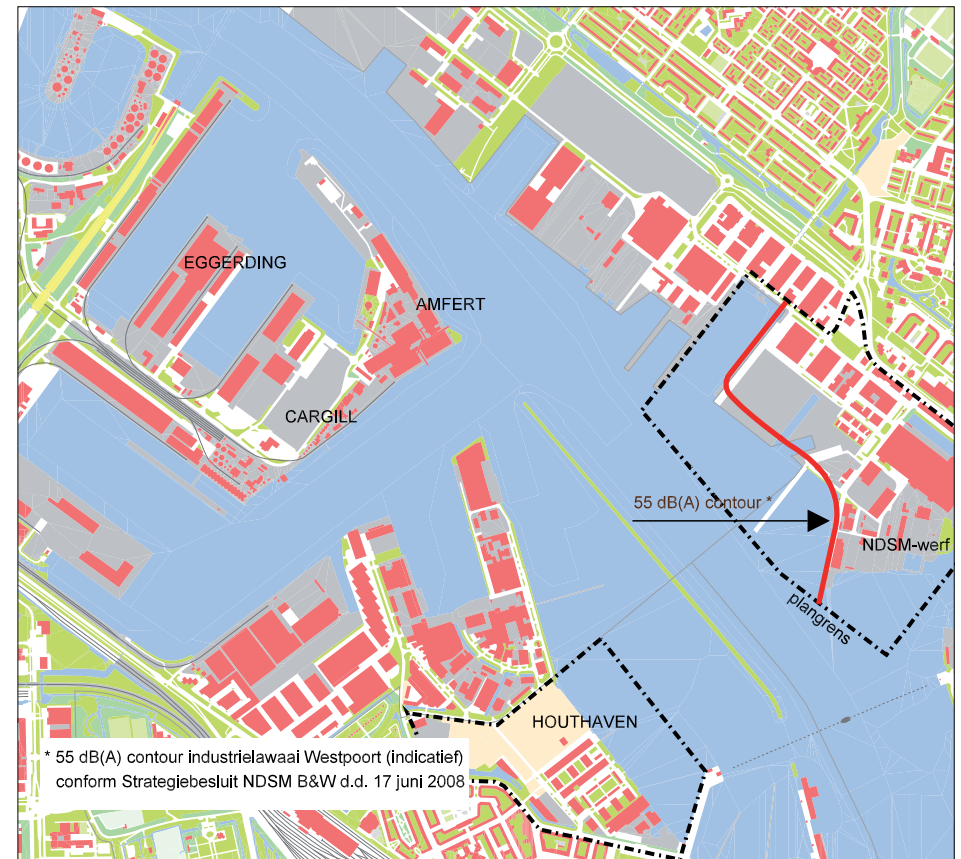 EGGERDING
AMFERT
CARGILL
55 dB(A) contour *
NDSM-werf
plangrens
HOUTHAVEN
* 55 dB(A) contour industrielawaai Westpoort (indicatief)
conform Strategiebesluit NDSM B&W d.d. 17 juni 2008